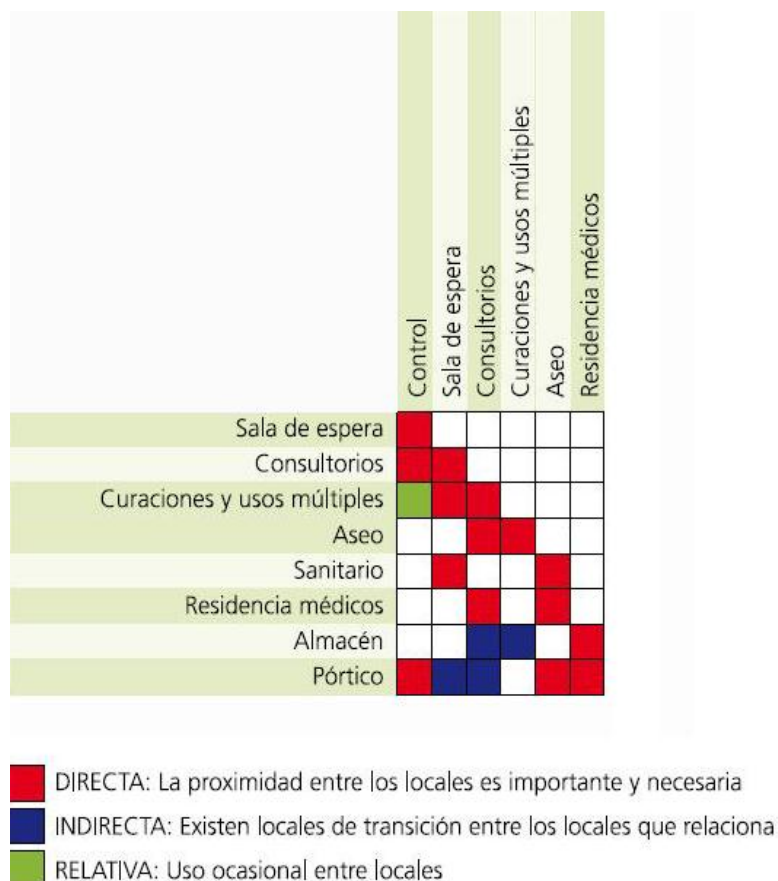 Control
Sala de espera
Consultorios
Curaciones y usos múltiples
Aseo
Residencia médicos
Sala de espera
Consultorios
Curaciones y usos múltiples
Aseo
Sanitario
Residencia médicos
Almacén
Pórtico
DIRECTA: La proximidad entre los locales es importante y necesaria
INDIRECTA: Existen locales de transición entre los locales que relaciona
RELATIVA: Uso ocasional entre locales